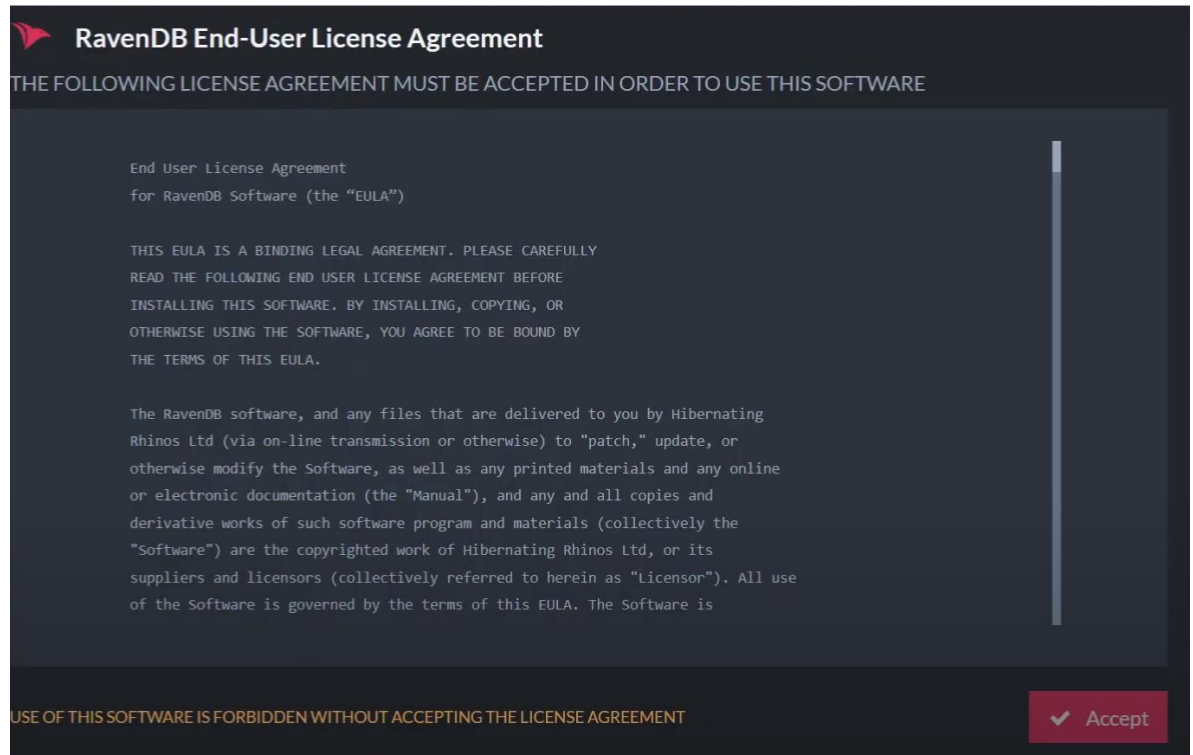 RavenDB End-User License Agreement
THE FOLLOWING LICENSE AGREEMENT MUST BE ACCEPTED IN ORDER TO USE THIS SOFTWARE
End User License Agreement
for RavenDB Software (the “EULA”)
THIS EULA IS A BINDING LEGAL AGREEMENT. PLEASE CAREFULLY
READ THE FOLLOWING END USER LICENSE AGREEMENT BEFORE
INSTALLING THIS SOFTWARE. BY INSTALLING, COPYING, OR
OTHERWISE USING THE SOFTWARE, YOU AGREE TO BE BOUND BY
THE TERMS OF THIS EULA.
The RavenDB software, and any files that are delivered to you by Hibernating
Rhinos Ltd (via on-line transmission or otherwise) to "patch," update, or
otherwise modify the Software, as well as any printed materials and any online
or electronic documentation (the "Manual"), and any and all copies and
derivative works of such software program and materials (collectively the
"Software") are the copyrighted work of Hibernating Rhinos Ltd, or its
suppliers and licensors (collectively referred to herein as "Licensor"). All use
of the Software is governed by the terms of this EULA. The Software is
USE OF THIS SOFTWARE IS FORBIDDEN WITHOUT ACCEPTING THE LICENSE AGREEMENT
Accept